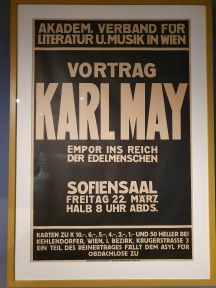 AKADEM. VERBAND FÜR
LITERATUR U. MUSIK IN WIEN
VORTRAG
KARL MAY
EMPOR INS REICH
DER EDELMENSCHEN
SOFIENSAAL
FREITAG 22. MÄRZ
HALB 8 UHR ABDS.
KARTEN ZU K 10.-, 6.-, 5.-, 4.-, 2.-, 1.- UND 50 HELLER BEI
KEHLENDORFER, WIEN, I. BEZIRK, KRUGERSTRASSE 3
EIN TEIL DES REINERTRAGES FÄLLT DEM ASYL FÜR
OBDACHLOSE ZU